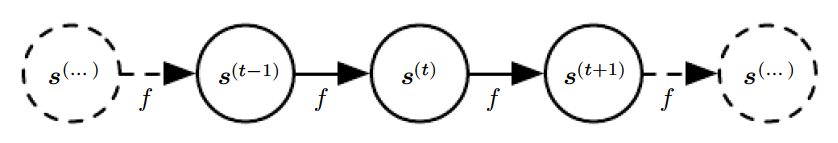 s^(...) s^(t−1) s^(t) s^(t+1) s^(...)
f f f f